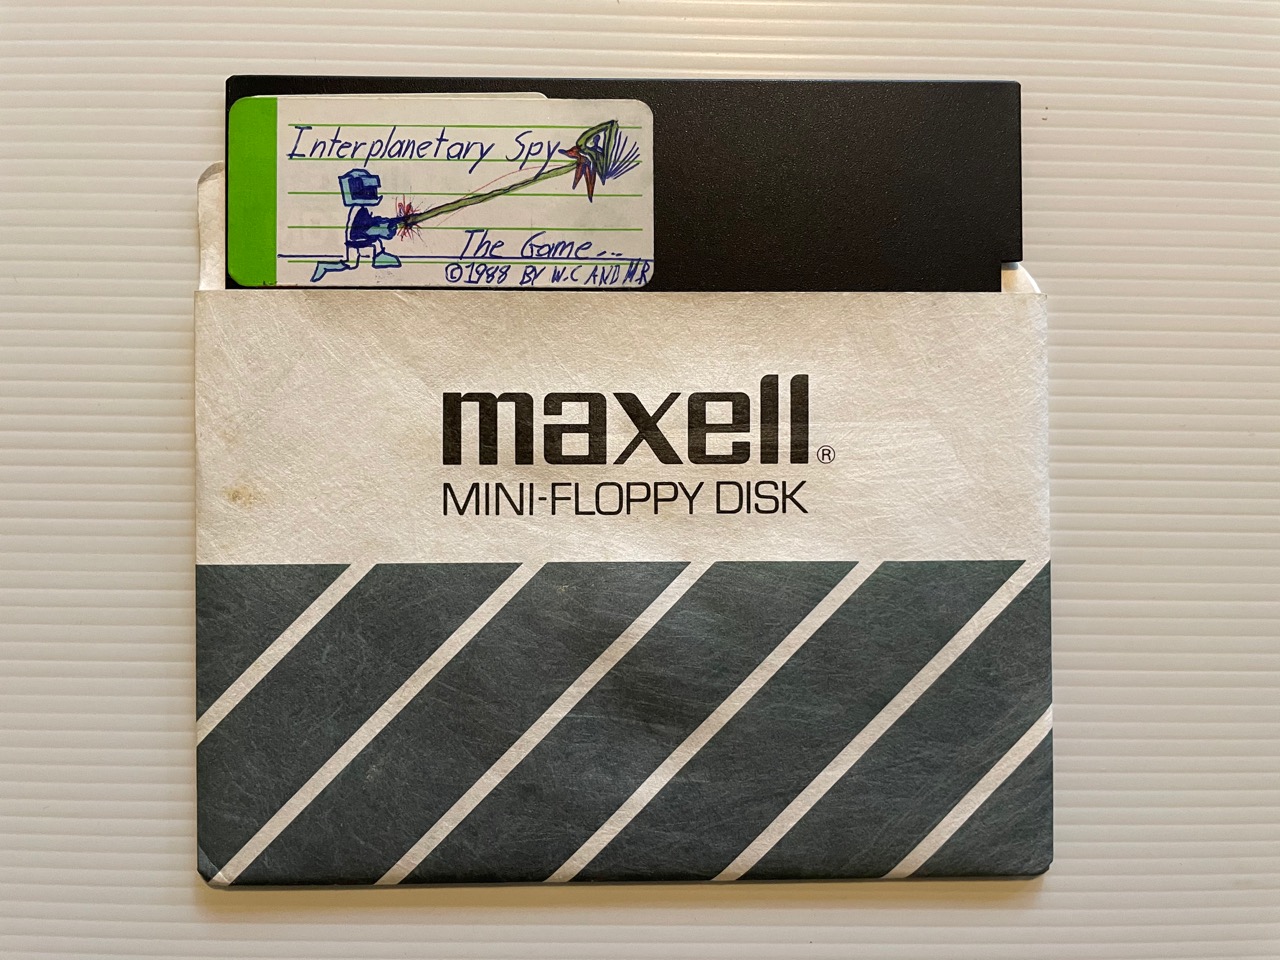 Interplanetary Spy
The Game...
©1988 BY W.C AND M.R
maxell®
MINI-FLOPPY DISK